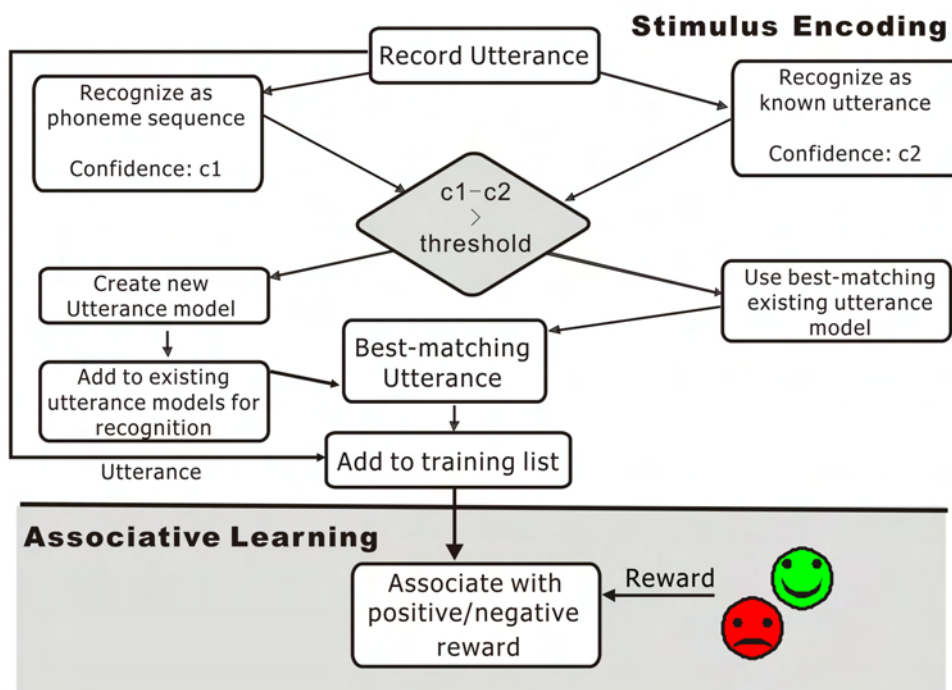 Stimulus Encoding
Record Utterance
Recognize as
phoneme sequence
Confidence: c1
Recognize as
known utterance
Confidence: c2
c1-c2
>
threshold
Create new
Utterance model
Use best-matching
existing utterance
model
Best-matching
Utterance
Add to existing
utterance models for
recognition
Add to training list
Utterance
Associative Learning
Associate with
positive/negative
reward
Reward